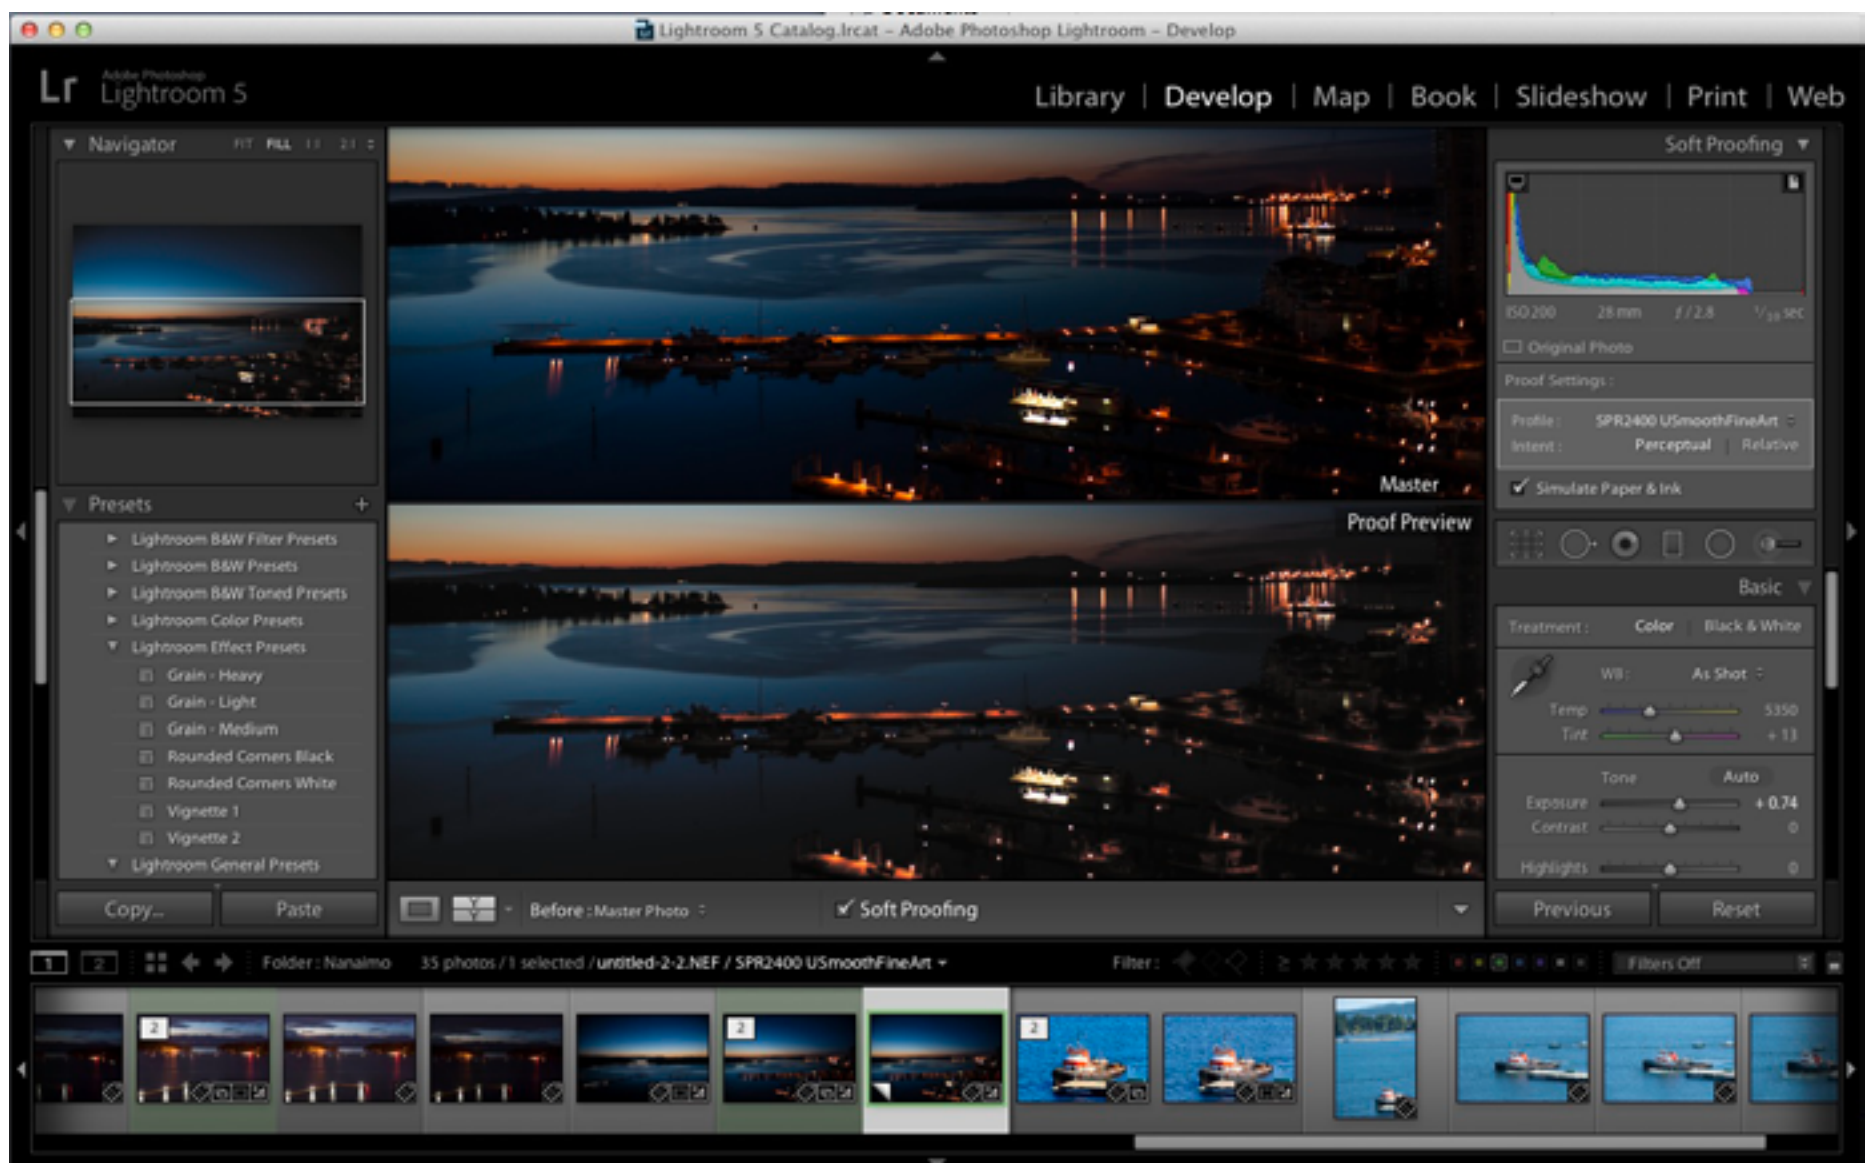 Lightroom 5 Catalog.lrcat – Adobe Photoshop Lightroom – Develop
Lr Adobe Photoshop
Lightroom 5
Library | Develop | Map | Book | Slideshow | Print | Web
Navigator FIT FILL 1:1 2:1
Presets +
Lightroom B&W Filter Presets
Lightroom B&W Presets
Lightroom B&W Toned Presets
Lightroom Color Presets
Lightroom Effect Presets
Grain - Heavy
Grain - Light
Grain - Medium
Rounded Corners Black
Rounded Corners White
Vignette 1
Vignette 2
Lightroom General Presets
Copy... Paste
Master
Proof Preview
Before : Master Photo Soft Proofing
Soft Proofing
ISO 200 28 mm ƒ / 2.8
Original Photo
Proof Settings :
Profile : SPR2400 USmoothFineArt
Intent : Perceptual | Relative
Simulate Paper & Ink
Basic
Treatment : Color | Black & White
WB: As Shot
Temp 5350
Tint + 13
Tone Auto
Exposure + 0.74
Contrast 0
Highlights 0
Previous Reset
1 2 Folder : Nanaimo 35 photos / 1 selected / untitled-2-2.NEF / SPR2400 USmoothFineArt Filter : ≥ Filters Off
2
2
2